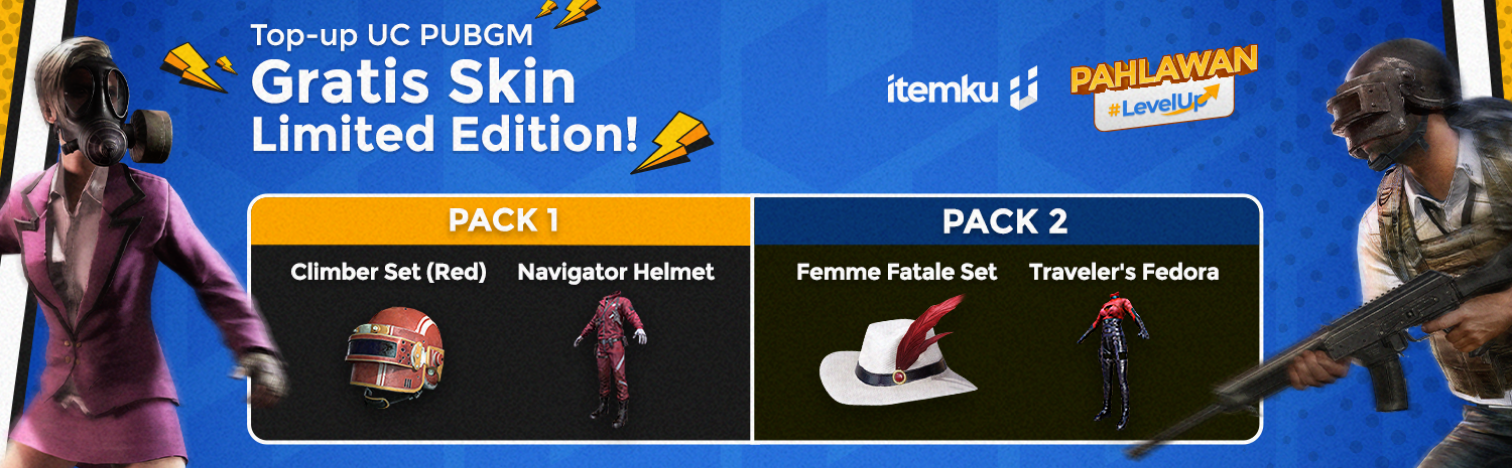 Top-up UC PUBGM
Gratis Skin
Limited Edition!
itemku
PAHLAWAN
#LevelUp
PACK 1
PACK 2
Climber Set (Red)
Navigator Helmet
Femme Fatale Set
Traveler's Fedora